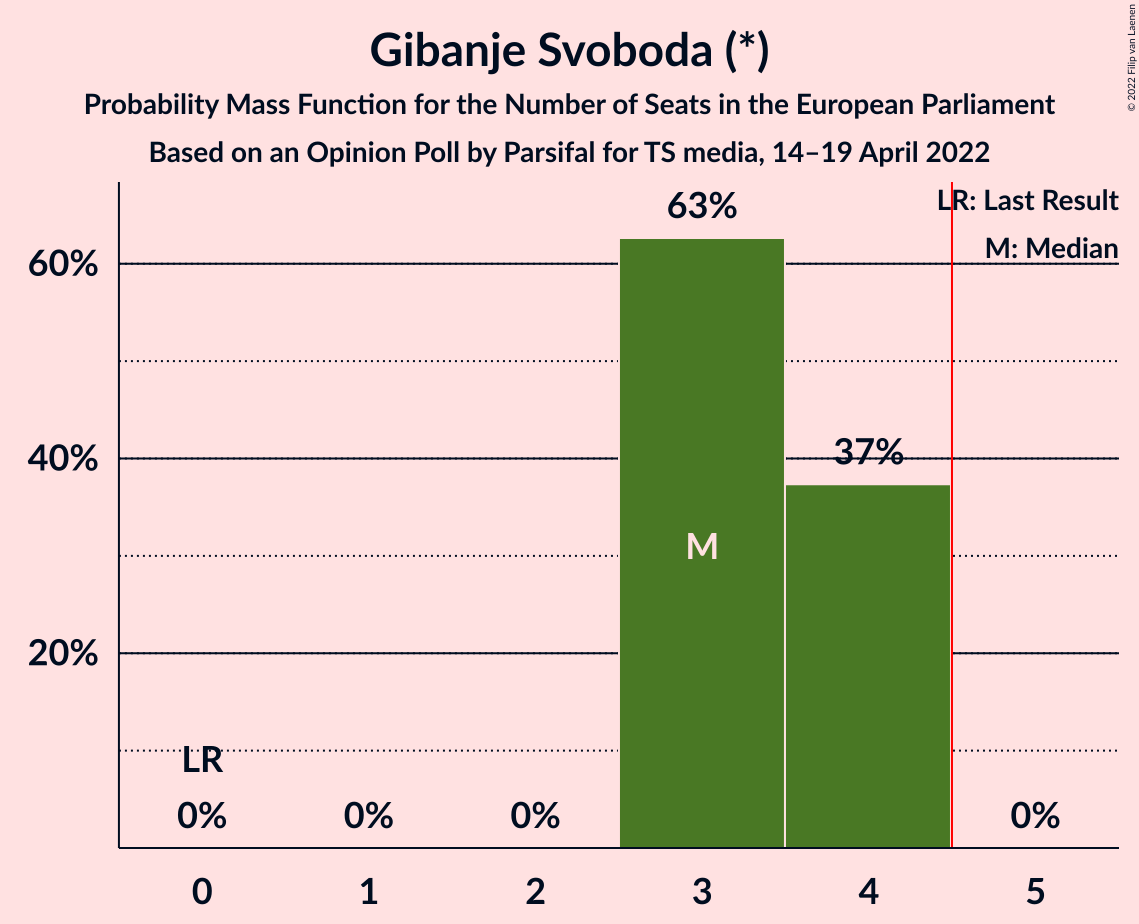 Gibanje Svoboda (*)
Probability Mass Function for the Number of Seats in the European Parliament
Based on an Opinion Poll by Parsifal for TS media, 14–19 April 2022
© 2022 Filip van Laenen
LR: Last Result
M: Median
63%
60%
37%
40%
M
20%
LR
0%
0%
0%
0%
0
1
2
3
4
5